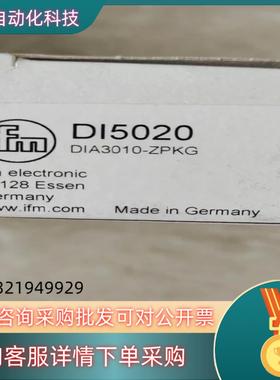 自动化科技
ifm
DI5020
DIA3010-ZPKG
electronic
128 Essen
www.ifm.com
Made in Germany
321949929
咨询采购批发可对公开票
客服详情下单采购